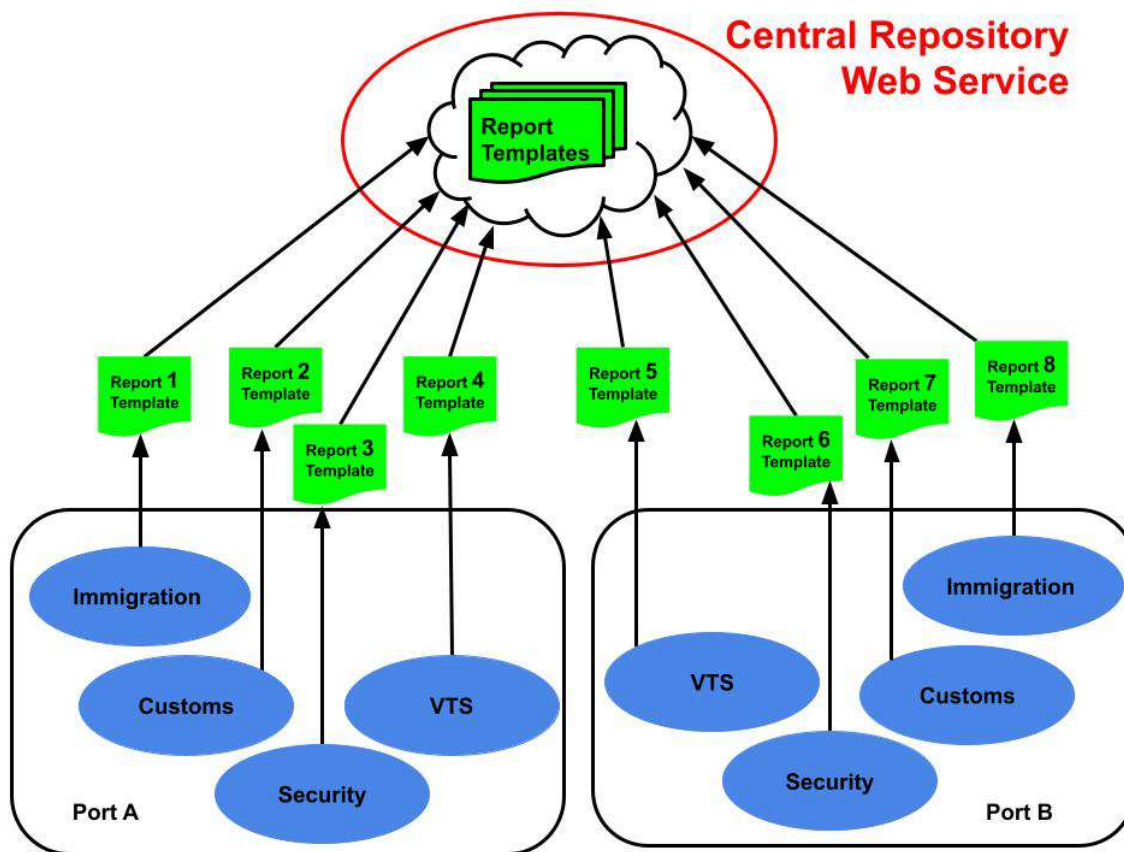 Central Repository
Web Service
Report
Templates
Report 1
Template
Report 2
Template
Report 3
Template
Report 4
Template
Report 5
Template
Report 6
Template
Report 7
Template
Report 8
Template
Immigration
Customs
Security
VTS
Port A
VTS
Security
Customs
Immigration
Port B